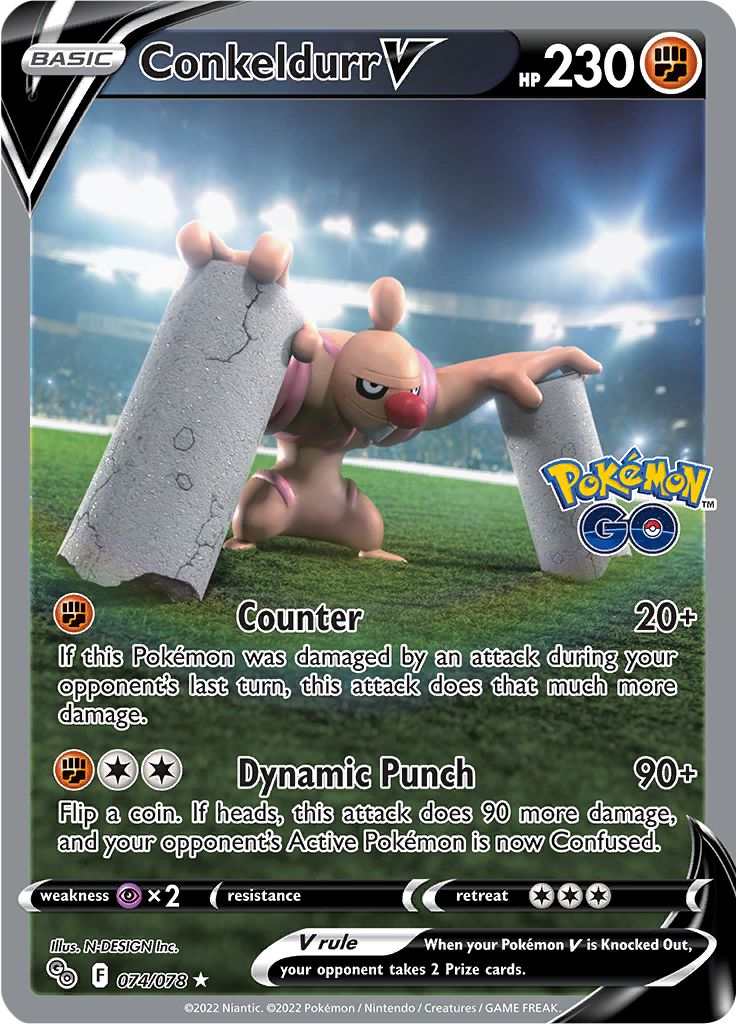 BASIC
Conkeldurr V
HP 230
Pokémon
GO
TM
Counter 20+
If this Pokémon was damaged by an attack during your
opponent's last turn, this attack does that much more
damage.
Dynamic Punch 90+
Flip a coin. If heads, this attack does 90 more damage,
and your opponent's Active Pokémon is now Confused.
weakness ×2 resistance retreat
Illus. N-DESIGN Inc.
GO F 074/078 ★
V rule When your Pokémon V is Knocked Out,
your opponent takes 2 Prize cards.
©2022 Niantic. ©2022 Pokémon / Nintendo / Creatures / GAME FREAK.